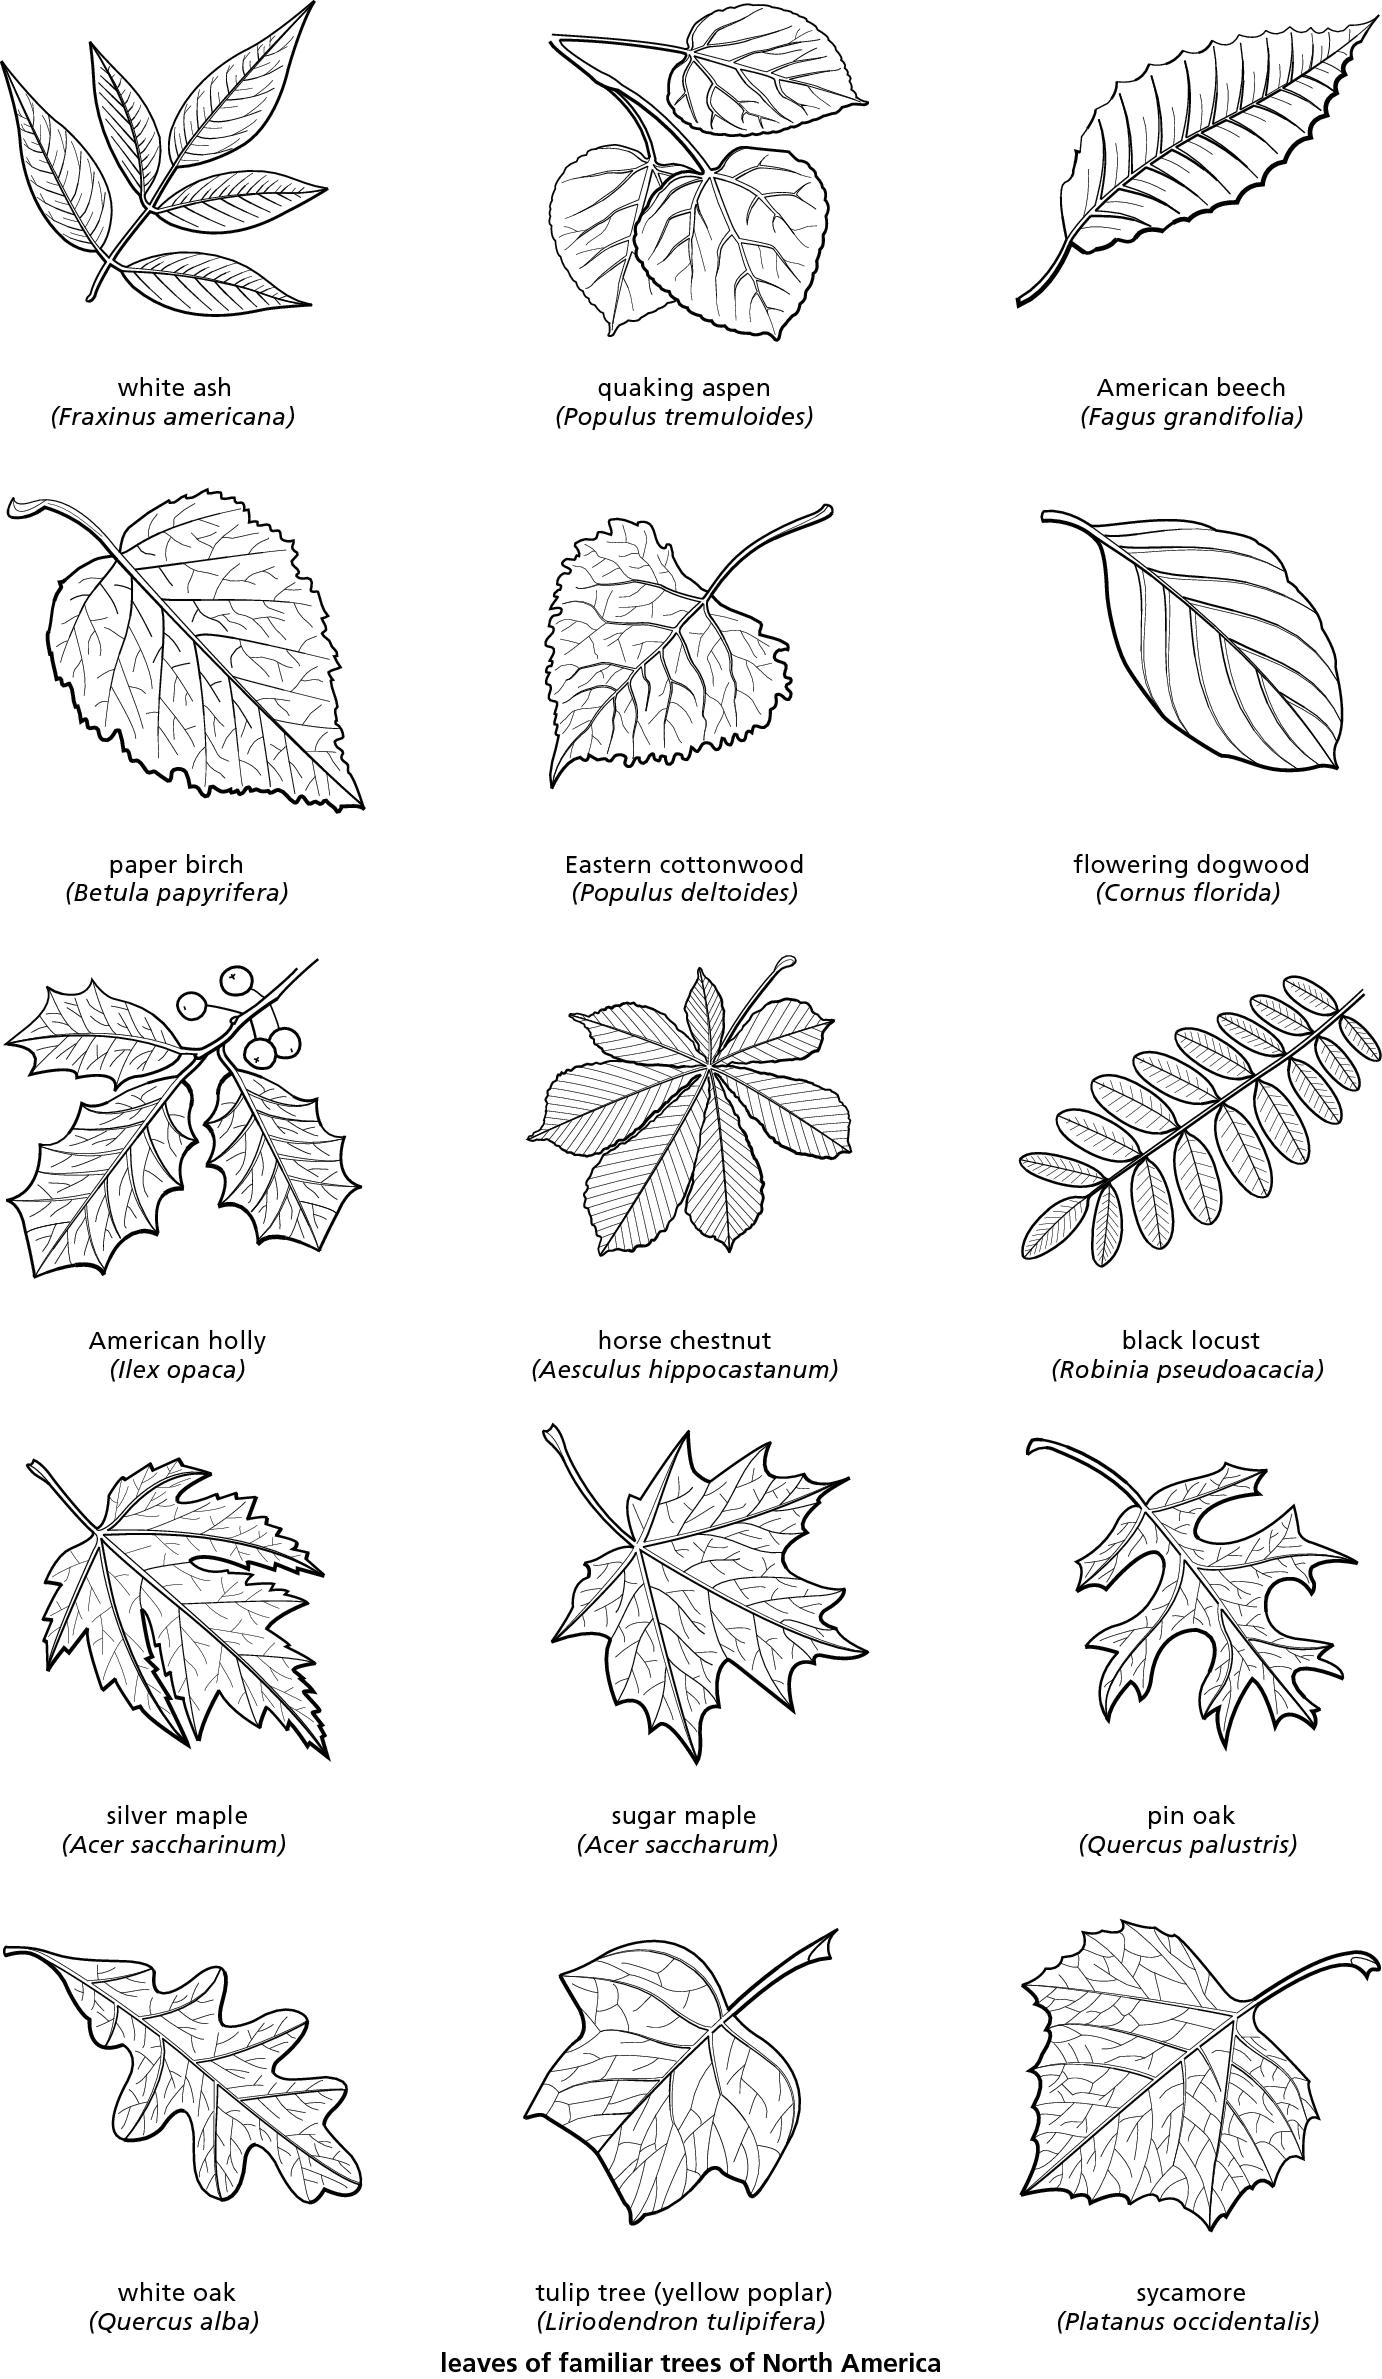 white ash
(Fraxinus americana)
quaking aspen
(Populus tremuloides)
American beech
(Fagus grandifolia)
paper birch
(Betula papyrifera)
Eastern cottonwood
(Populus deltoides)
flowering dogwood
(Cornus florida)
American holly
(Ilex opaca)
horse chestnut
(Aesculus hippocastanum)
black locust
(Robinia pseudoacacia)
silver maple
(Acer saccharinum)
sugar maple
(Acer saccharum)
pin oak
(Quercus palustris)
white oak
(Quercus alba)
tulip tree (yellow poplar)
(Liriodendron tulipifera)
sycamore
(Platanus occidentalis)
leaves of familiar trees of North America